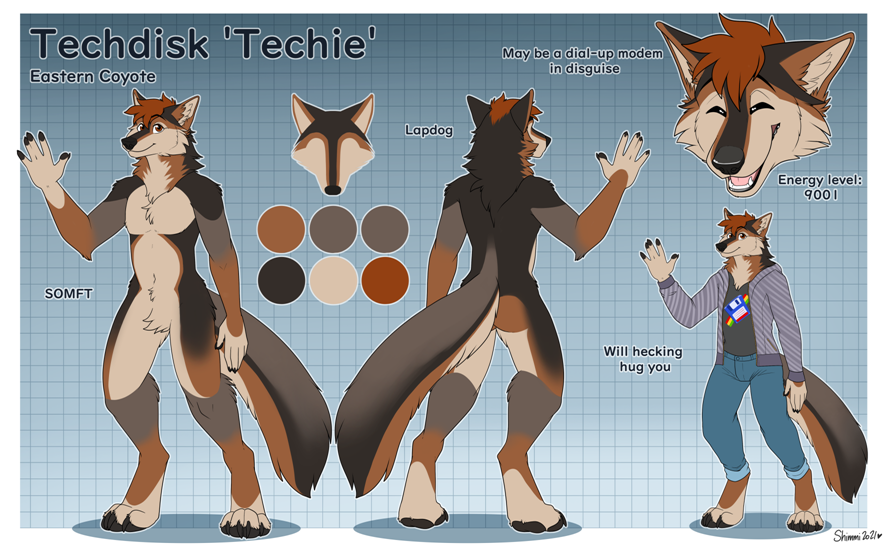 Techdisk 'Techie'
Eastern Coyote
May be a dial-up modem
in disguise
Lapdog
Energy level:
9001
SOMFT
Will hecking
hug you
Shimmi 2021♥